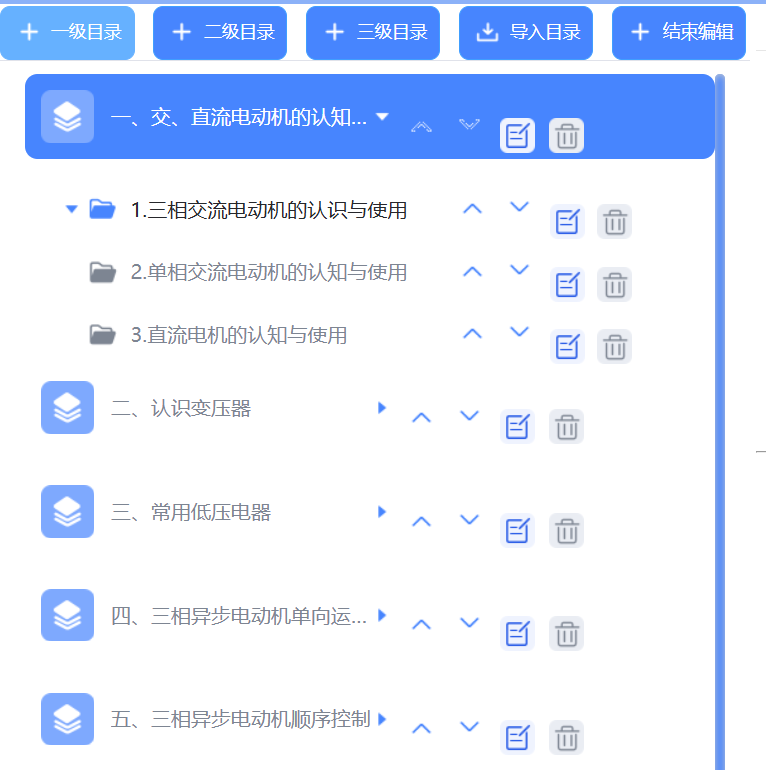 一级目录
二级目录
三级目录
导入目录
结束编辑
一、交、直流电动机的认知...
1.三相交流电动机的认识与使用
2.单相交流电动机的认知与使用
3.直流电机的认知与使用
二、认识变压器
三、常用低压电器
四、三相异步电动机单向运...
五、三相异步电动机顺序控制